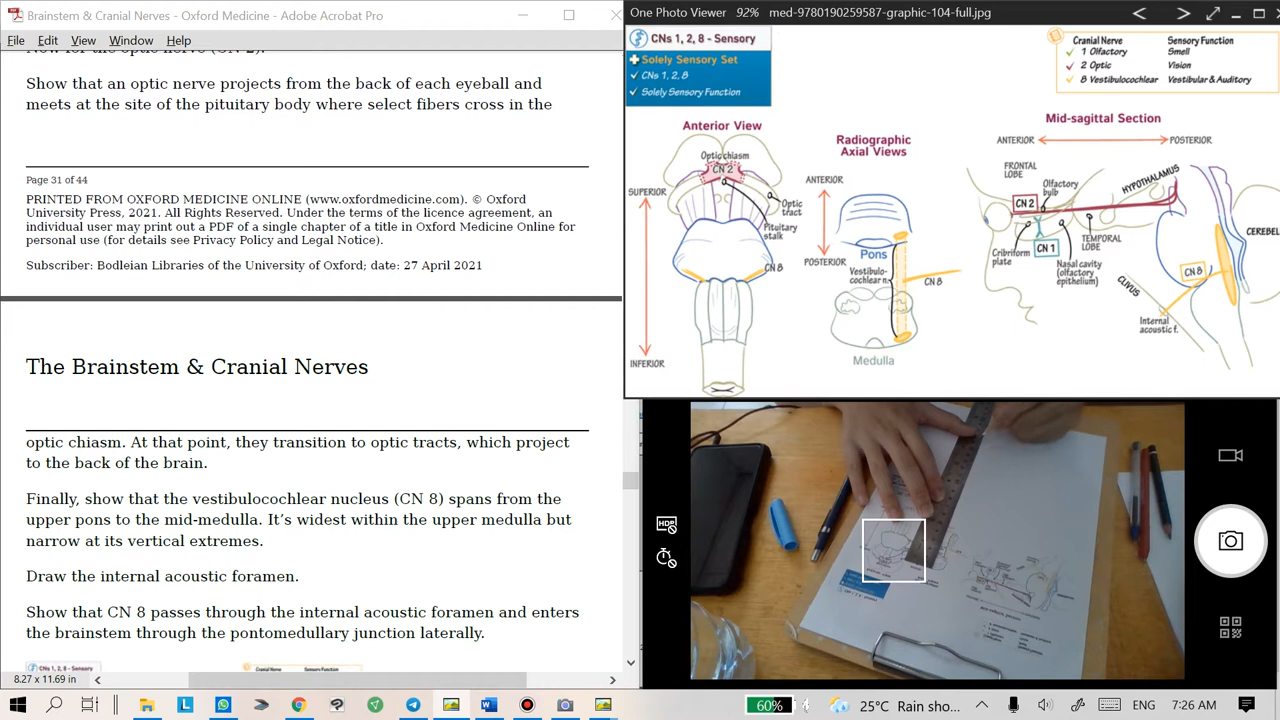 Brainstem & Cranial Nerves - Oxford Medicine - Adobe Acrobat Pro
File Edit View Window Help
Show that an optic nerve projects from the back of each eyeball and
meets at the site of the pituitary body where select fibers cross in the
Page 31 of 44
PRINTED FROM OXFORD MEDICINE ONLINE (www.oxfordmedicine.com). © Oxford
University Press, 2021. All Rights Reserved. Under the terms of the licence agreement, an
individual user may print out a PDF of a single chapter of a title in Oxford Medicine Online for
personal use (for details see Privacy Policy and Legal Notice).
Subscriber: Bodleian Libraries of the University of Oxford; date: 27 April 2021
The Brainstem & Cranial Nerves
optic chiasm. At that point, they transition to optic tracts, which project
to the back of the brain.
Finally, show that the vestibulocochlear nucleus (CN 8) spans from the
upper pons to the mid-medulla. It's widest within the upper medulla but
narrow at its vertical extremes.
Draw the internal acoustic foramen.
Show that CN 8 passes through the internal acoustic foramen and enters
the brainstem through the pontomedullary junction laterally.
CNs 1, 2, 8 - Sensory
Cranial Nerve Sensory Function
8.27 x 11.69 in
One Photo Viewer 92% med-9780190259587-graphic-104-full.jpg
CNs 1, 2, 8 - Sensory
Solely Sensory Set
CNs 1, 2, 8
Solely Sensory Function
Cranial Nerve Sensory Function
1 Olfactory Smell
2 Optic Vision
8 Vestibulocochlear Vestibular & Auditory
Anterior View
Optic chiasm
CN 2
SUPERIOR
Optic
tract
Pituitary
stalk
CN 8
INFERIOR
Radiographic
Axial Views
ANTERIOR
POSTERIOR
Pons
Vestibulo-
cochlear n.
CN 8
Medulla
Mid-sagittal Section
ANTERIOR POSTERIOR
FRONTAL
LOBE
Olfactory
bulb
HYPOTHALAMUS
CN 2
Cribriform
plate
CN 1
Nasal cavity
(olfactory
epithelium)
TEMPORAL
LOBE
CEREBEL
CN 8
CLIVUS
Internal
acoustic f.
HDR
60%
25°C Rain sho...
ENG
7:26 AM